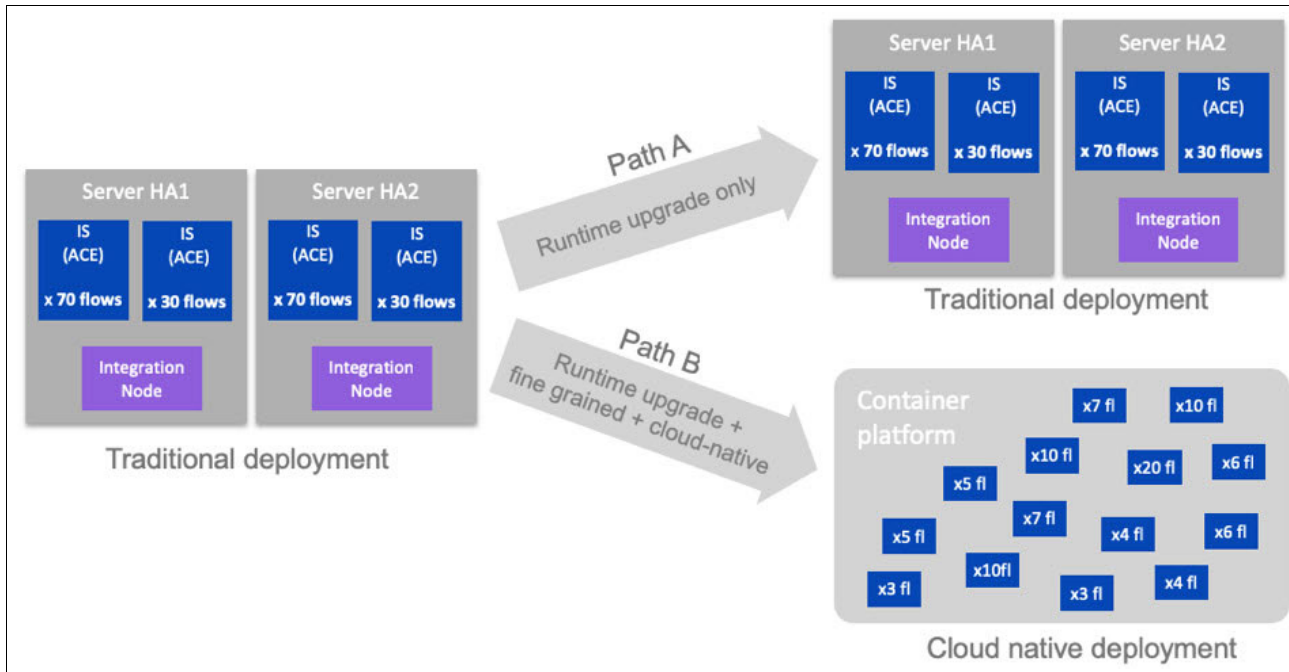 Server HA1
IS
(ACE)
x 70 flows
IS
(ACE)
x 30 flows
Integration
Node
Server HA2
IS
(ACE)
x 70 flows
IS
(ACE)
x 30 flows
Integration
Node
Traditional deployment
Path A
Runtime upgrade only
Path B
Runtime upgrade +
fine grained + cloud-native
Server HA1
IS
(ACE)
x 70 flows
IS
(ACE)
x 30 flows
Integration
Node
Server HA2
IS
(ACE)
x 70 flows
IS
(ACE)
x 30 flows
Integration
Node
Traditional deployment
Container
platform
x7 fl
x10 fl
x10 fl
x20 fl
x6 fl
x5 fl
x7 fl
x4 fl
x6 fl
x5 fl
x10fl
x3 fl
x3 fl
x4 fl
Cloud native deployment